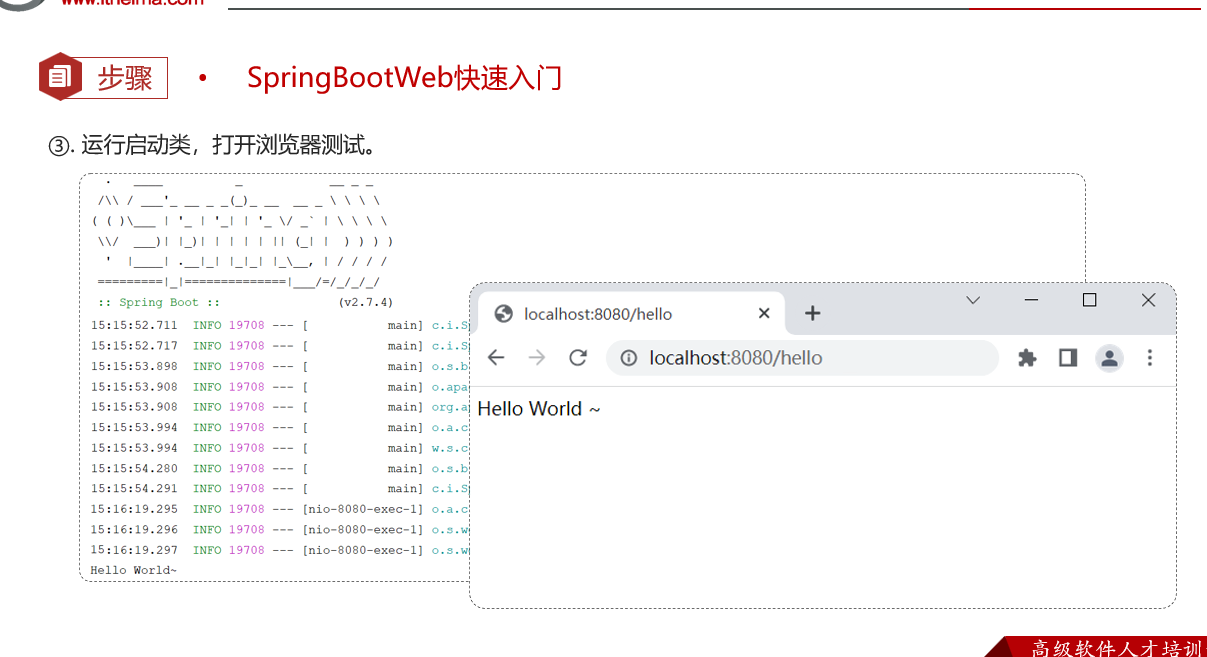 www.itheima.com
步骤 • SpringBootWeb快速入门
③. 运行启动类，打开浏览器测试。
  .   ____          _            __ _ _
 /\\ / ___'_ __ _ _(_)_ __  __ _ \ \ \ \
( ( )\___ | '_ | '_| | '_ \/ _` | \ \ \ \
 \\/  ___)| |_)| | | | | || (_| |  ) ) ) )
  '  |____| .__|_| |_|_| |_\__, | / / / /
 =========|_|==============|___/=/_/_/_/
 :: Spring Boot ::                (v2.7.4)
15:15:52.711  INFO 19708 --- [           main] c.i.S
15:15:52.717  INFO 19708 --- [           main] c.i.S
15:15:53.898  INFO 19708 --- [           main] o.s.b
15:15:53.908  INFO 19708 --- [           main] o.apa
15:15:53.908  INFO 19708 --- [           main] org.a
15:15:53.994  INFO 19708 --- [           main] o.a.c
15:15:53.994  INFO 19708 --- [           main] w.s.c
15:15:54.280  INFO 19708 --- [           main] o.s.b
15:15:54.291  INFO 19708 --- [           main] c.i.S
15:16:19.295  INFO 19708 --- [nio-8080-exec-1] o.a.c
15:16:19.296  INFO 19708 --- [nio-8080-exec-1] o.s.w
15:16:19.297  INFO 19708 --- [nio-8080-exec-1] o.s.w
Hello World~
localhost:8080/hello
localhost:8080/hello
Hello World ~
高级软件人才培训